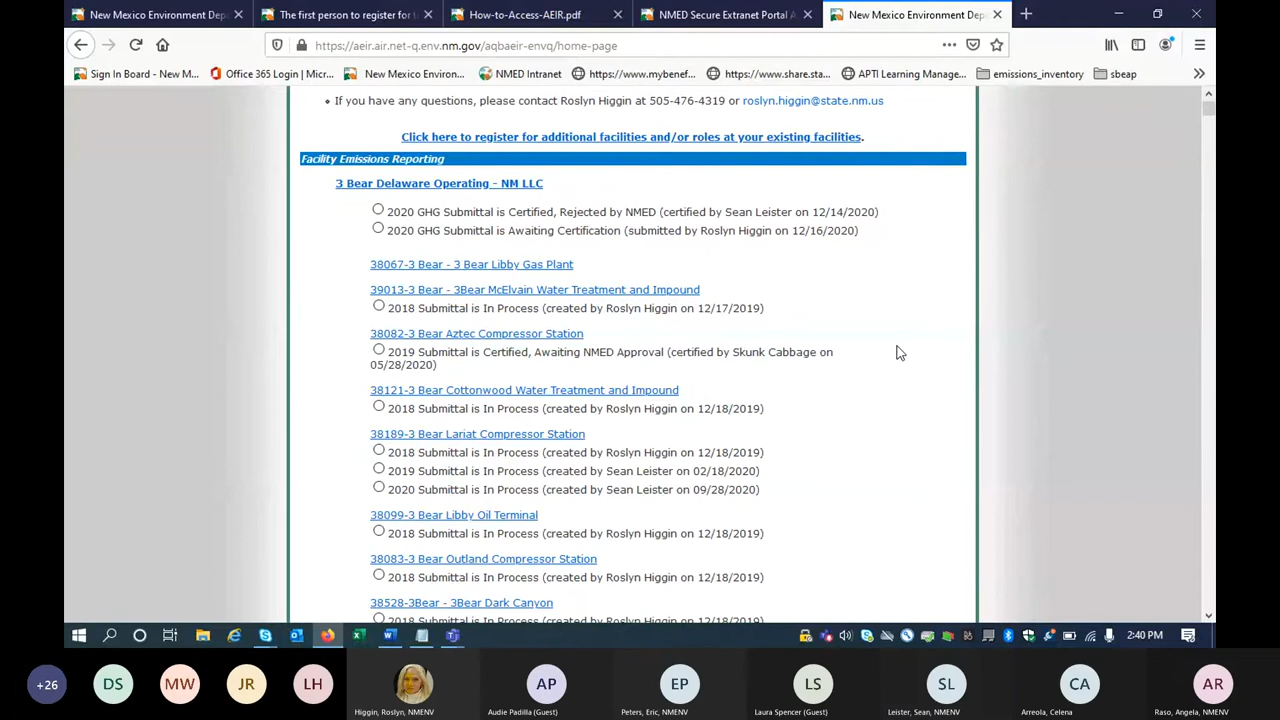 New Mexico Environment Dep
The first person to register for t
How-to-Access-AEIR.pdf
NMED Secure Extranet Portal A
New Mexico Environment Dep
https://aeir.air.net-q.env.nm.gov/aqbaeir-envq/home-page
Sign In Board - New M...
Office 365 Login | Micr...
New Mexico Environ...
NMED Intranet
https://www.mybenef...
https://www.share.sta...
APTI Learning Manage...
emissions_inventory
sbeap
• If you have any questions, please contact Roslyn Higgin at 505-476-4319 or roslyn.higgin@state.nm.us
Click here to register for additional facilities and/or roles at your existing facilities.
Facility Emissions Reporting
3 Bear Delaware Operating - NM LLC
2020 GHG Submittal is Certified, Rejected by NMED (certified by Sean Leister on 12/14/2020)
2020 GHG Submittal is Awaiting Certification (submitted by Roslyn Higgin on 12/16/2020)
38067-3 Bear - 3 Bear Libby Gas Plant
39013-3 Bear - 3Bear McElvain Water Treatment and Impound
2018 Submittal is In Process (created by Roslyn Higgin on 12/17/2019)
38082-3 Bear Aztec Compressor Station
2019 Submittal is Certified, Awaiting NMED Approval (certified by Skunk Cabbage on
05/28/2020)
38121-3 Bear Cottonwood Water Treatment and Impound
2018 Submittal is In Process (created by Roslyn Higgin on 12/18/2019)
38189-3 Bear Lariat Compressor Station
2018 Submittal is In Process (created by Roslyn Higgin on 12/18/2019)
2019 Submittal is In Process (created by Sean Leister on 02/18/2020)
2020 Submittal is In Process (created by Sean Leister on 09/28/2020)
38099-3 Bear Libby Oil Terminal
2018 Submittal is In Process (created by Roslyn Higgin on 12/18/2019)
38083-3 Bear Outland Compressor Station
2018 Submittal is In Process (created by Roslyn Higgin on 12/18/2019)
38528-3Bear - 3Bear Dark Canyon
2018 Submittal is In Process (created by Roslyn Higgin on 12/18/2019)
2:40 PM
+26
DS
MW
JR
LH
AP
EP
LS
SL
CA
AR
Higgin, Roslyn, NMENV
Audie Padilla (Guest)
Peters, Eric, NMENV
Laura Spencer (Guest)
Leister, Sean, NMENV
Arreola, Celena
Raso, Angela, NMENV